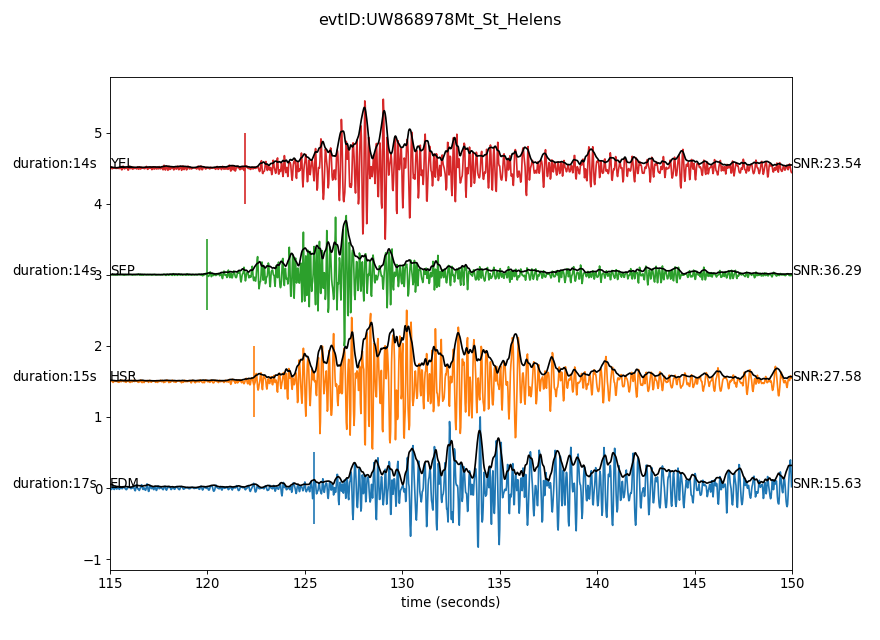 evtID:UW868978Mt_St_Helens
5
duration:14s YEL SNR:23.54
4
duration:14s SEP SNR:36.29
3
2
duration:15s HSR SNR:27.58
1
duration:17s EDM SNR:15.63
0
−1
115 120 125 130 135 140 145 150
time (seconds)